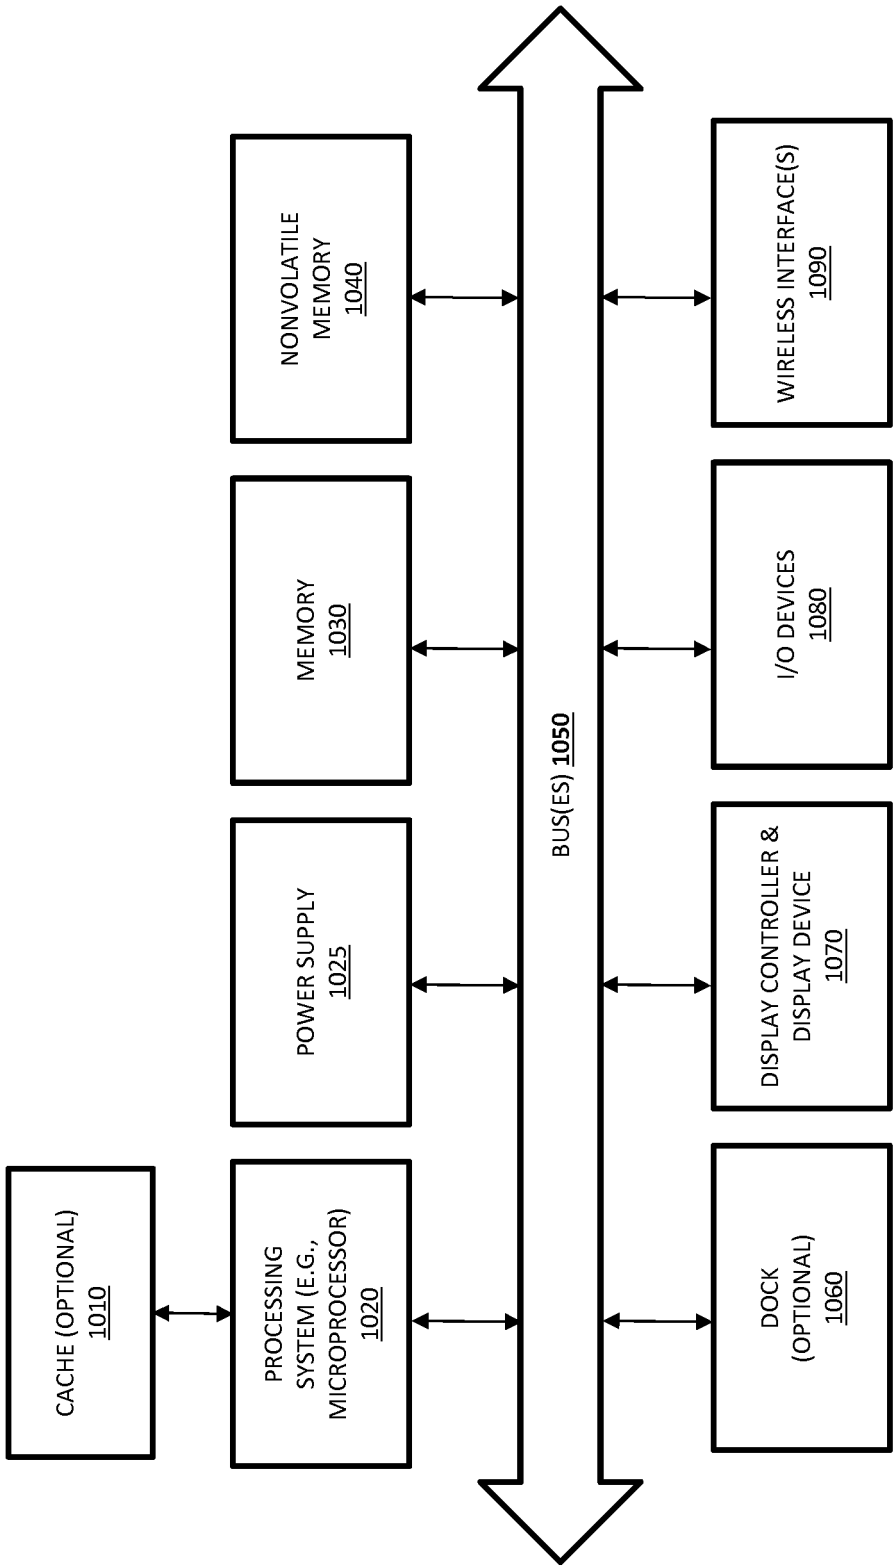 CACHE (OPTIONAL)
1010
PROCESSING
SYSTEM (E.G.,
MICROPROCESSOR)
1020
POWER SUPPLY
1025
MEMORY
1030
NONVOLATILE
MEMORY
1040
BUS(ES) 1050
DOCK
(OPTIONAL)
1060
DISPLAY CONTROLLER &
DISPLAY DEVICE
1070
I/O DEVICES
1080
WIRELESS INTERFACE(S)
1090